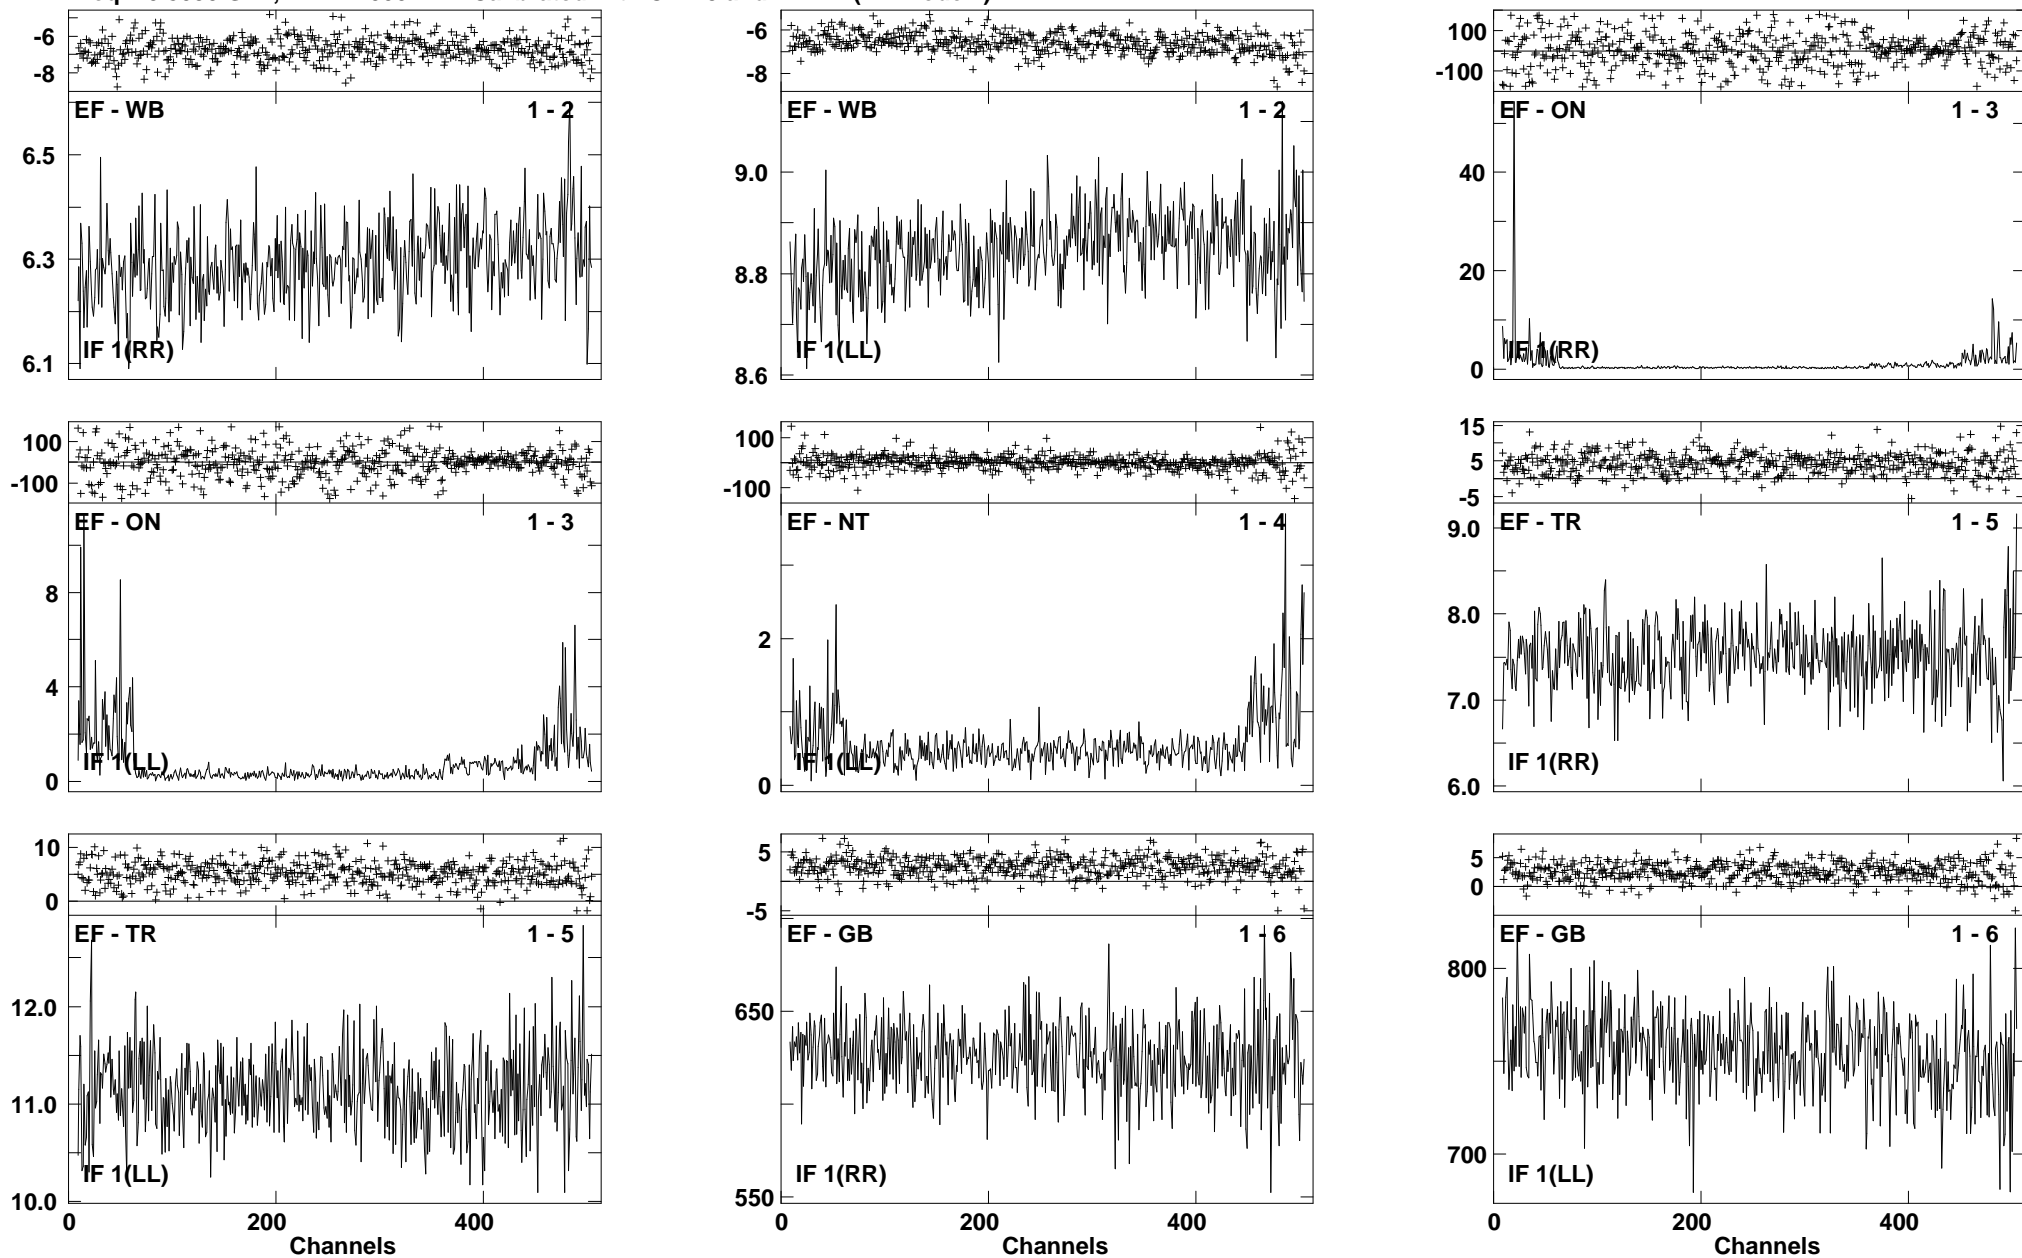 -6
-8
EF - WB
1 - 2
6.5
6.3
6.1
IF 1(RR)
-6
-8
EF - WB
1 - 2
9.0
8.8
8.6
IF 1(LL)
100
-100
EF - ON
1 - 3
40
20
0
IF 1(RR)
100
-100
EF - ON
1 - 3
8
4
0
IF 1(LL)
100
-100
EF - NT
1 - 4
2
0
IF 1(LL)
15
5
-5
EF - TR
1 - 5
9.0
8.0
7.0
6.0
IF 1(RR)
10
0
EF - TR
1 - 5
12.0
11.0
10.0
IF 1(LL)
0 200 400
Channels
5
-5
EF - GB
1 - 6
650
550
IF 1(RR)
0 200 400
Channels
5
0
EF - GB
1 - 6
800
700
IF 1(LL)
0 200 400
Channels